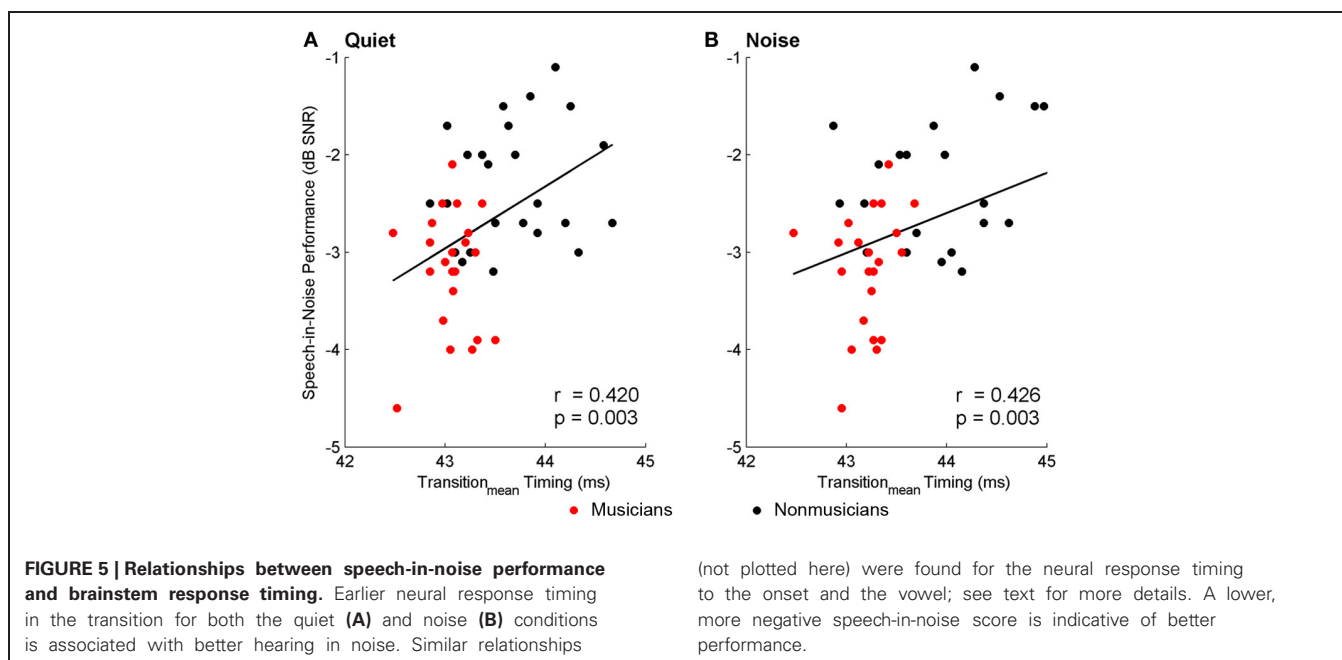 A Quiet
B Noise
Speech-in-Noise Performance (dB SNR)
-1
-2
-3
-4
-5
r = 0.420
p = 0.003
42 43 44 45
Transitionmean Timing (ms)
-1
-2
-3
-4
-5
r = 0.426
p = 0.003
42 43 44 45
Transitionmean Timing (ms)
Musicians
Nonmusicians
FIGURE 5 | Relationships between speech-in-noise performance
and brainstem response timing. Earlier neural response timing
in the transition for both the quiet (A) and noise (B) conditions
is associated with better hearing in noise. Similar relationships
(not plotted here) were found for the neural response timing
to the onset and the vowel; see text for more details. A lower,
more negative speech-in-noise score is indicative of better
performance.